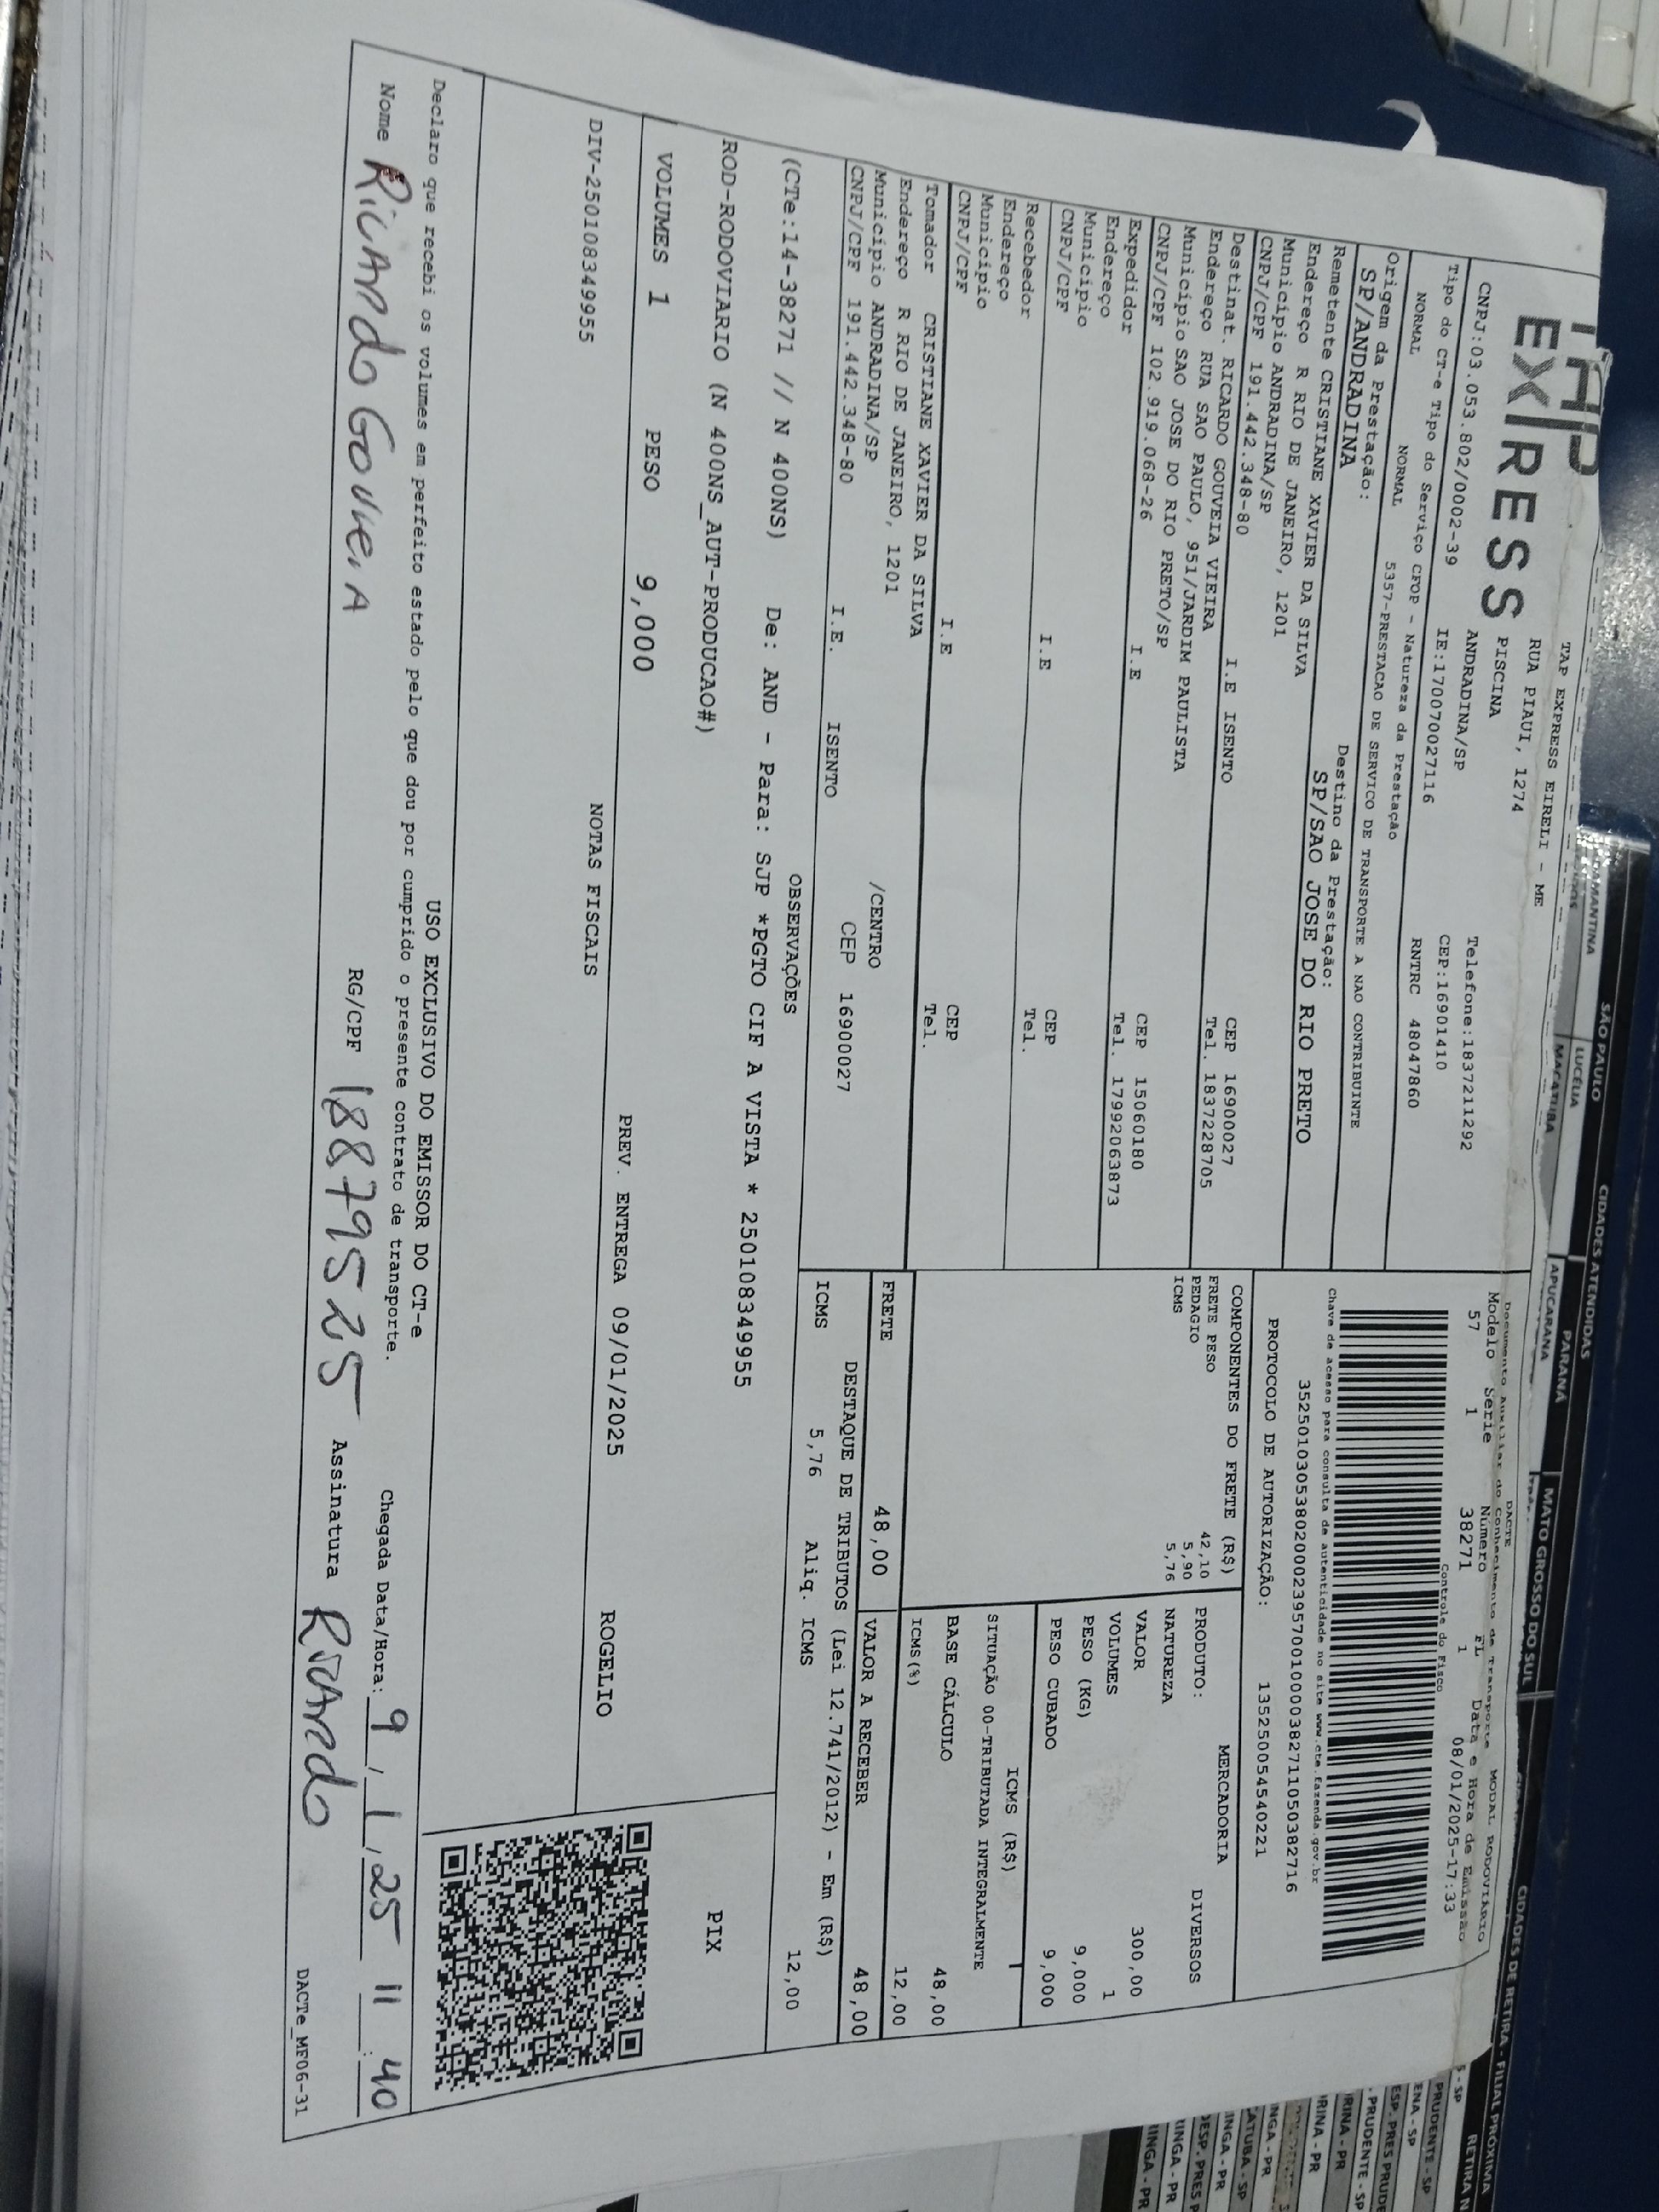 TAP
EX/RESS
TAP EXPRESS EIRELI - ME
RUA PIAUI, 1274
PISCINA
ANDRADINA/SP
Telefone:1837211292
CNPJ:03.053.802/0002-39
IE:170070027116
CEP:16901410
Tipo do CT-e Tipo do Serviço CFOP - Natureza da Prestação
RNTRC 48047860
NORMAL NORMAL 5357-PRESTACAO DE SERVICO DE TRANSPORTE A NAO CONTRIBUINTE
Origem da Prestação:
SP/ANDRADINA
Destino da Prestação:
SP/SAO JOSE DO RIO PRETO
Remetente CRISTIANE XAVIER DA SILVA
Endereço R RIO DE JANEIRO, 1201
Município ANDRADINA/SP
CEP 16900027
CNPJ/CPF 191.442.348-80 I.E ISENTO
Tel. 1837228705
Destinat. RICARDO GOUVEIA VIEIRA
Endereço RUA SAO PAULO, 951/JARDIM PAULISTA
Município SAO JOSE DO RIO PRETO/SP
CEP 15060180
CNPJ/CPF 102.919.068-26 I.E
Tel. 17992063873
Expedidor
Endereço
Município
CEP
CNPJ/CPF I.E
Tel.
Recebedor
Endereço
Município
CEP
CNPJ/CPF I.E
Tel.
Tomador CRISTIANE XAVIER DA SILVA
Endereço R RIO DE JANEIRO, 1201 /CENTRO
Município ANDRADINA/SP CEP 16900027
CNPJ/CPF 191.442.348-80 I.E. ISENTO
DACTE
Documento Auxiliar do Conhecimento de Transporte MODAL RODOVIÁRIO
Modelo Série Número FL Data e Hora de Emissão
57 1 38271 1 08/01/2025-17:33
Controle do Fisco
Chave de acesso para consulta de autenticidade no site www.cte.fazenda.gov.br
35250103053802000239570010000382711050382716
PROTOCOLO DE AUTORIZAÇÃO: 135250054540221
COMPONENTES DO FRETE (R$)
FRETE PESO 42,10
PEDAGIO 5,90
ICMS 5,76
MERCADORIA
PRODUTO: DIVERSOS
NATUREZA
VALOR 300,00
VOLUMES 1
PESO (KG) 9,000
PESO CUBADO 9,000
ICMS (R$)
SITUAÇÃO 00-TRIBUTADA INTEGRALMENTE
BASE CÁLCULO 48,00
ICMS(%) 12,00
FRETE 48,00 VALOR A RECEBER 48,00
DESTAQUE DE TRIBUTOS (Lei 12.741/2012) - Em (R$)
ICMS 5,76 Aliq. ICMS 12,00
OBSERVAÇÕES
(CTe:14-38271 // N 400NS) De: AND - Para: SJP *PGTO CIF A VISTA * 250108349955
ROD-RODOVIARIO (N 400NS_AUT-PRODUCAO#)
PIX
VOLUMES 1 PESO 9,000 PREV. ENTREGA 09/01/2025 ROGELIO
NOTAS FISCAIS
DIV-250108349955
USO EXCLUSIVO DO EMISSOR DO CT-e
Declaro que recebi os volumes em perfeito estado pelo que dou por cumprido o presente contrato de transporte.
Chegada Data/Hora: 9 / 1 / 25 11 : 40
Nome Ricardo Gouveia RG/CPF 18879525 Assinatura Ricardo
DACTe_MF06-31
SÃO PAULO
LUCÉLIA
MACATUBA
CIDADES ATENDIDAS
PARANÁ
APUCARANA
MATO GROSSO DO SUL
CIDADES DE RETIRA - FILIAL PRÓXIMA